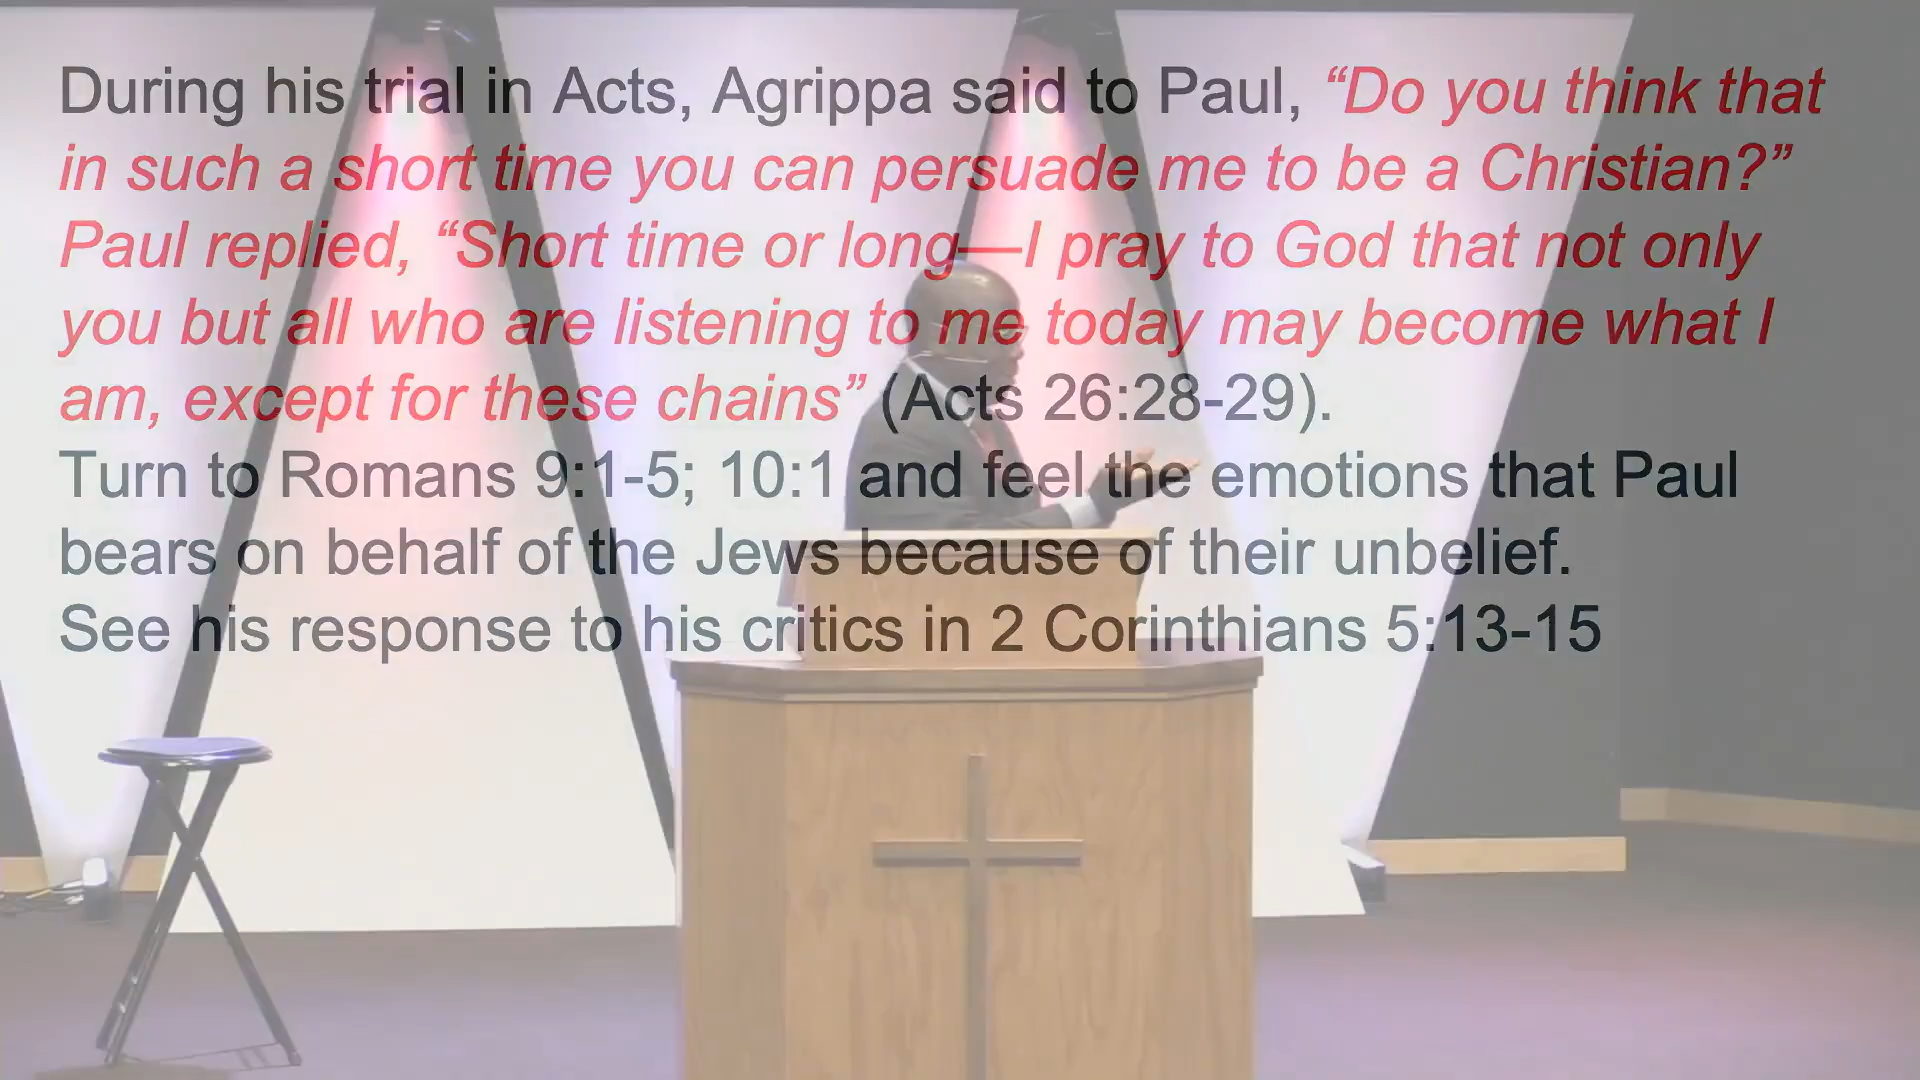 During his trial in Acts, Agrippa said to Paul, “Do you think that
in such a short time you can persuade me to be a Christian?”
Paul replied, “Short time or long—I pray to God that not only
you but all who are listening to me today may become what I
am, except for these chains” (Acts 26:28-29).
Turn to Romans 9:1-5; 10:1 and feel the emotions that Paul
bears on behalf of the Jews because of their unbelief.
See his response to his critics in 2 Corinthians 5:13-15